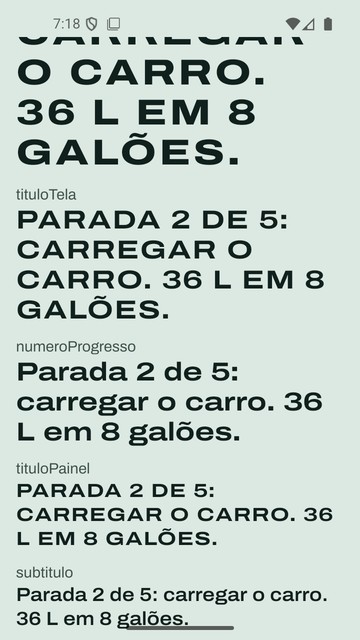 7:18
CARREGAR
O CARRO.
36 L EM 8
GALÕES.
tituloTela
PARADA 2 DE 5:
CARREGAR O
CARRO. 36 L EM 8
GALÕES.
numeroProgresso
Parada 2 de 5:
carregar o carro. 36
L em 8 galões.
tituloPainel
PARADA 2 DE 5:
CARREGAR O CARRO. 36
L EM 8 GALÕES.
subtitulo
Parada 2 de 5: carregar o carro.
36 L em 8 galões.